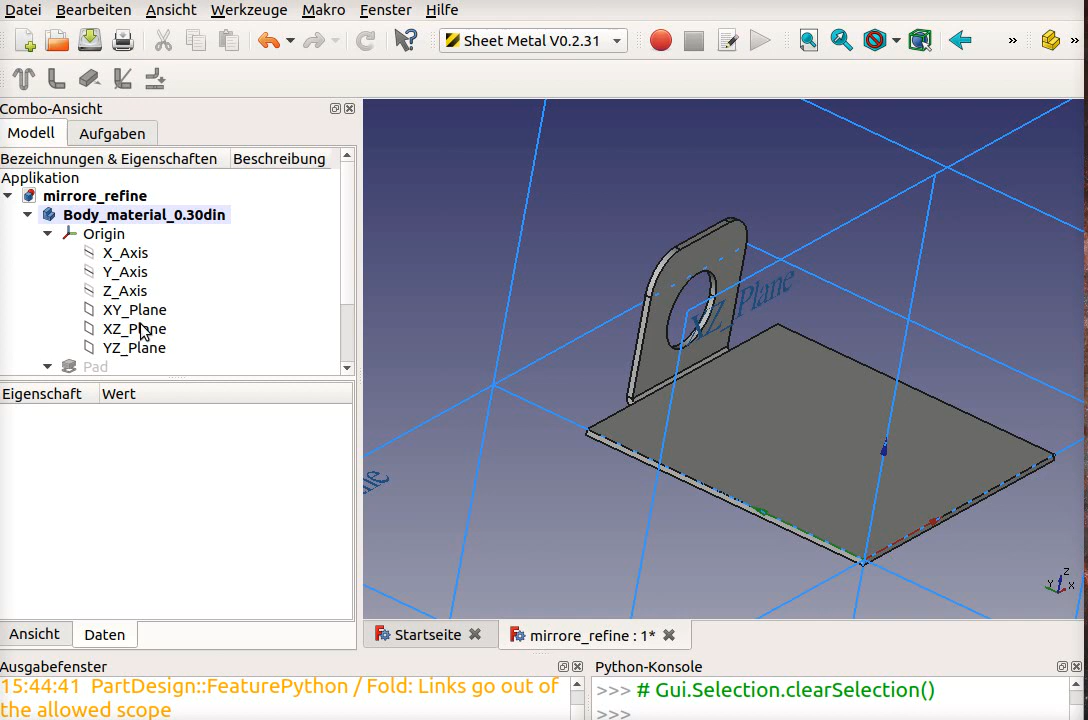 Datei Bearbeiten Ansicht Werkzeuge Makro Fenster Hilfe
Sheet Metal V0.2.31
»
»
Combo-Ansicht
Modell Aufgaben
Bezeichnungen & Eigenschaften Beschreibung
Applikation
mirrore_refine
Body_material_0.30din
Origin
X_Axis
Y_Axis
Z_Axis
XY_Plane
XZ_Plane
YZ_Plane
Pad
Eigenschaft Wert
Ansicht Daten
XZ_Plane
Z
Y
X
Startseite
mirrore_refine : 1*
Ausgabefenster
15:44:41 PartDesign::FeaturePython / Fold: Links go out of
the allowed scope
Python-Konsole
>>> # Gui.Selection.clearSelection()
>>>